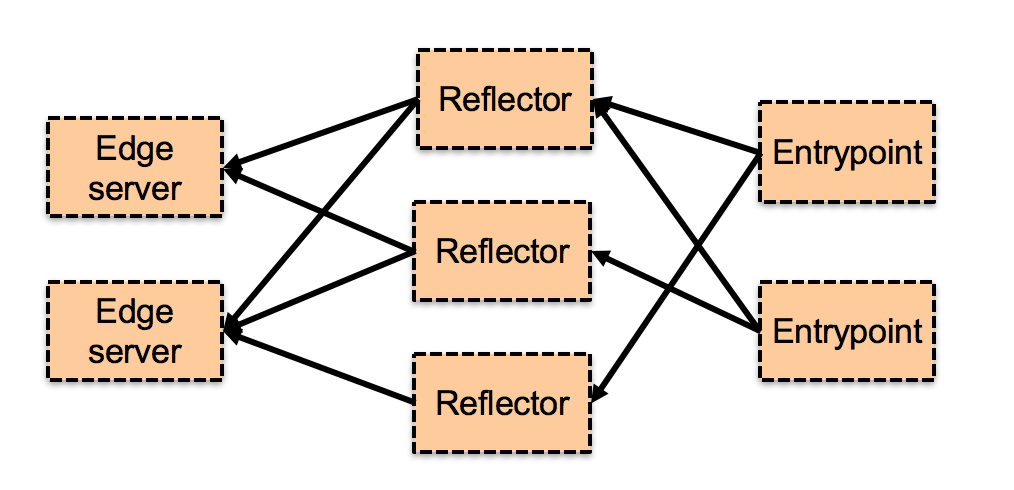 Edge
server
Edge
server
Reflector
Reflector
Reflector
Entrypoint
Entrypoint